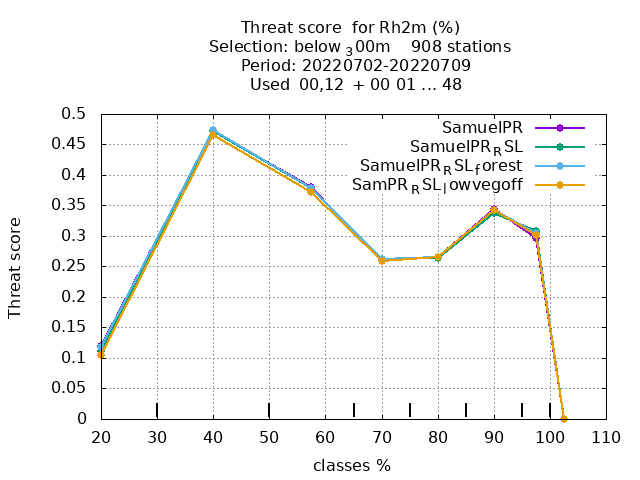 Threat score for Rh2m (%)
Selection: below ₃00m 908 stations
Period: 20220702-20220709
Used 00,12 + 00 01 ... 48
0.5
0.45
0.4
0.35
0.3
0.25
0.2
0.15
0.1
0.05
0
Threat score
SamuelPR
SamuelPR_RSL
SamuelPR_RSL_forest
SamPR_RSL_lowvegoff
20 30 40 50 60 70 80 90 100 110
classes %